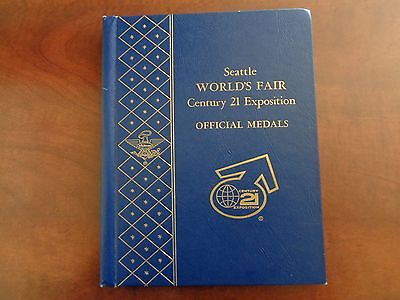 Seattle
WORLD'S FAIR
Century 21 Exposition
OFFICIAL MEDALS
CENTURY
21
EXPOSITION
®